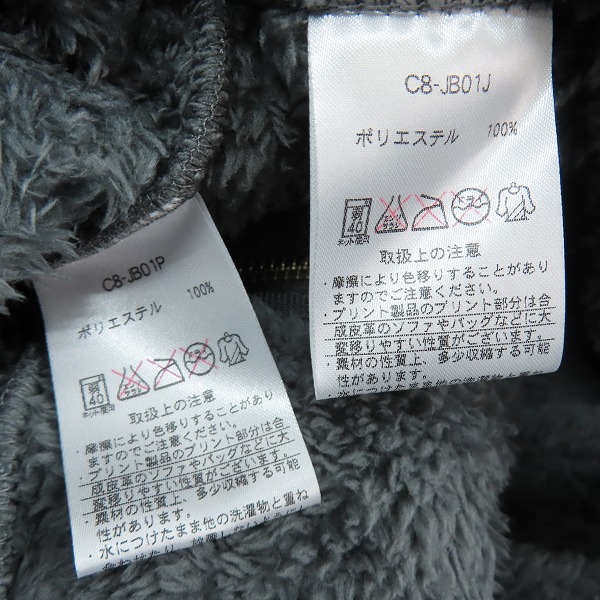 C8-JB01J
ポリエステル 100%
弱
40
ネット使用
エンソ
サラシ
取扱上の注意
・摩擦により色移りすることがあり
ますのでご注意ください。
・プリント製品のプリント部分は合
成皮革のソファやバッグなどに大
変移りやすい性質がございます。
・素材の性質上、多少収縮する可能
性があります。
C8-JB01P
ポリエステル 100%
弱
40
ネット使用
取扱上の注意
・摩擦により色移りすることがあり
ますのでご注意ください。
・プリント製品のプリント部分は合
成皮革のソファやバッグなどに大
変移りやすい性質がございます。
・素材の性質上、多少収縮する可能
性があります。
・水につけたまま他の洗濯物と重ね